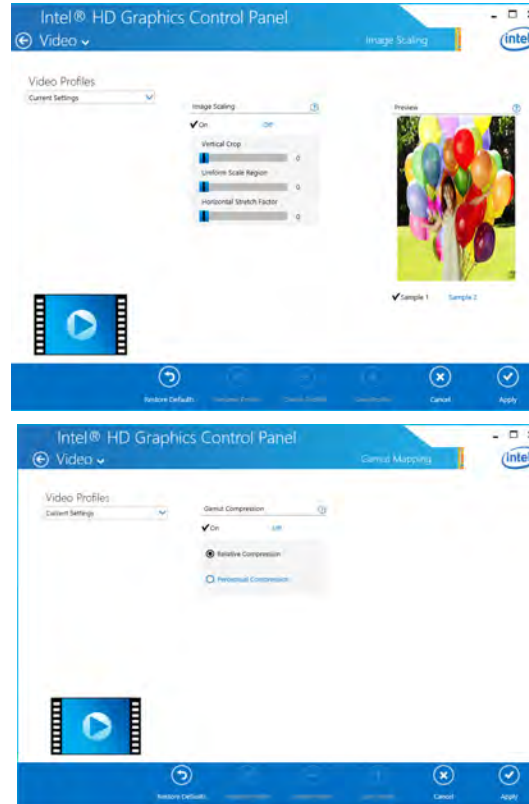 Intel® HD Graphics Control Panel
Video
Image Scaling
intel
Video Profiles
Current Settings
Image Scaling
On Off
Vertical Crop
0
Uniform Scale Region
0
Horizontal Stretch Factor
0
Preview
Sample 1 Sample 2
Restore Defaults
Cancel
Apply
Intel® HD Graphics Control Panel
Video
Gamut Mapping
intel
Video Profiles
Current Settings
Gamut Compression
On Off
Relative Compression
Perceptual Compression
Restore Defaults
Cancel
Apply